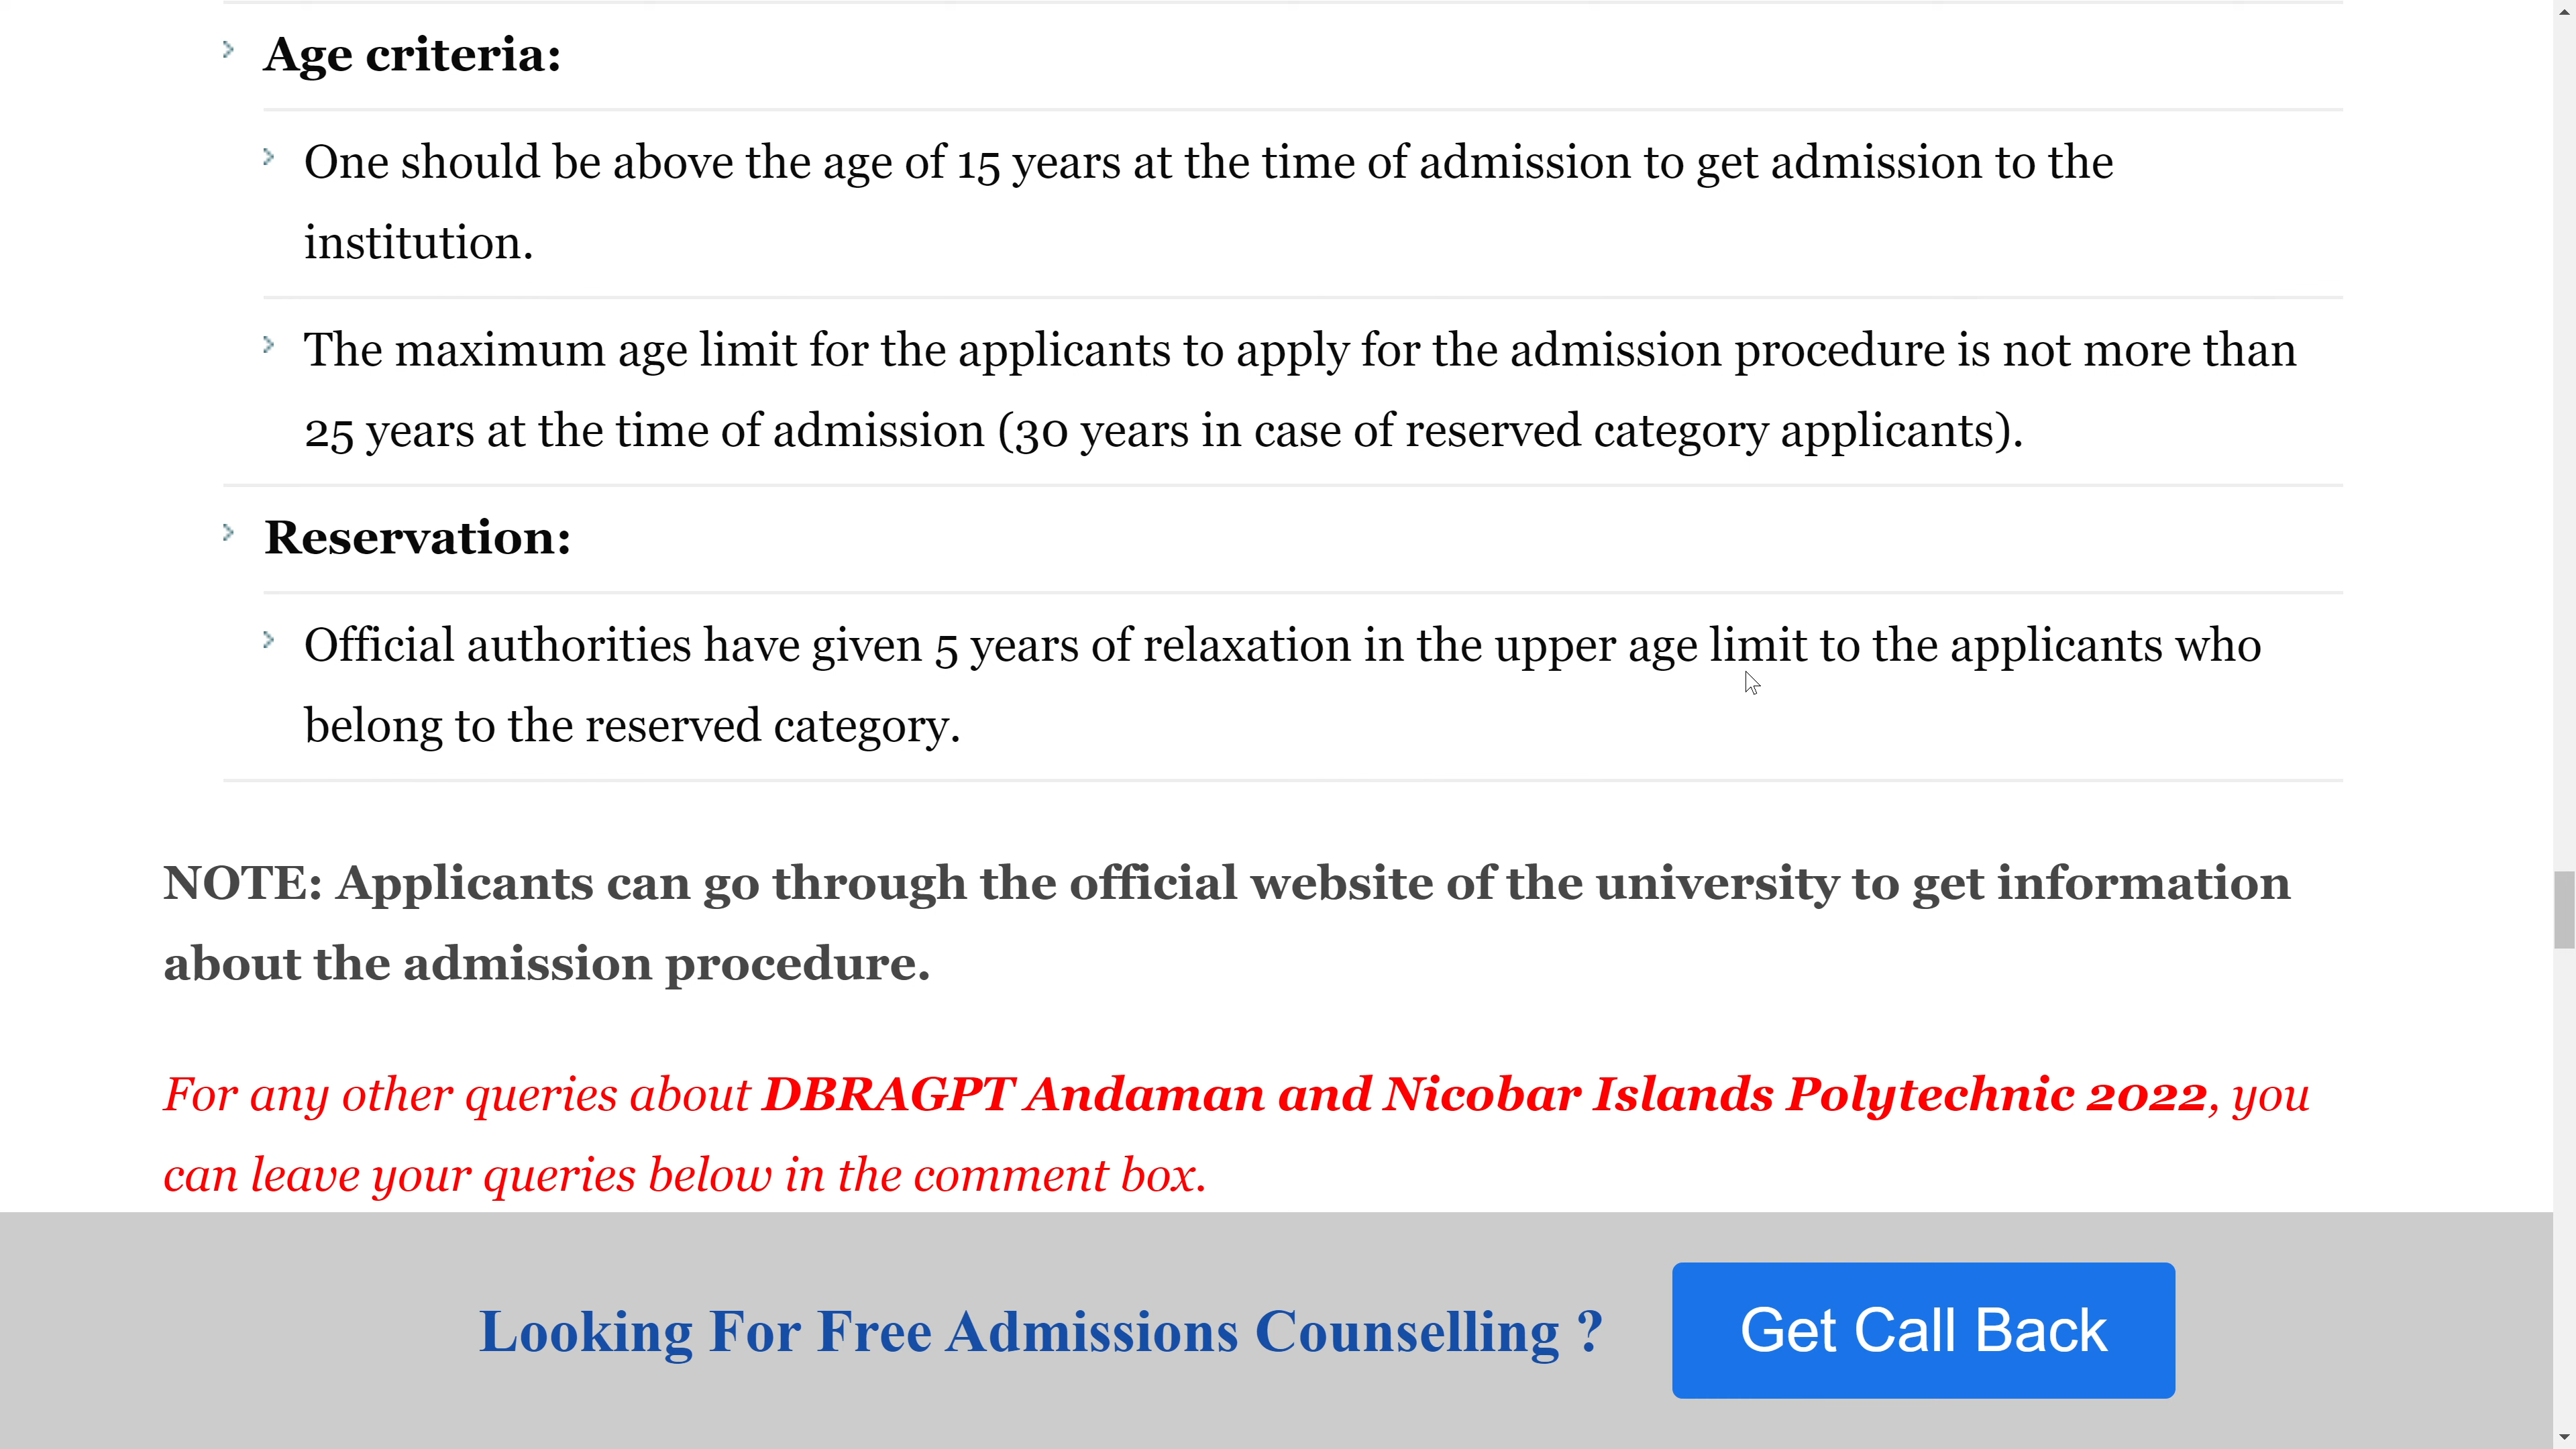 Age criteria:
One should be above the age of 15 years at the time of admission to get admission to the
institution.
The maximum age limit for the applicants to apply for the admission procedure is not more than
25 years at the time of admission (30 years in case of reserved category applicants).
Reservation:
Official authorities have given 5 years of relaxation in the upper age limit to the applicants who
belong to the reserved category.
NOTE: Applicants can go through the official website of the university to get information
about the admission procedure.
For any other queries about DBRAGPT Andaman and Nicobar Islands Polytechnic 2022, you
can leave your queries below in the comment box.
Looking For Free Admissions Counselling ?
Get Call Back